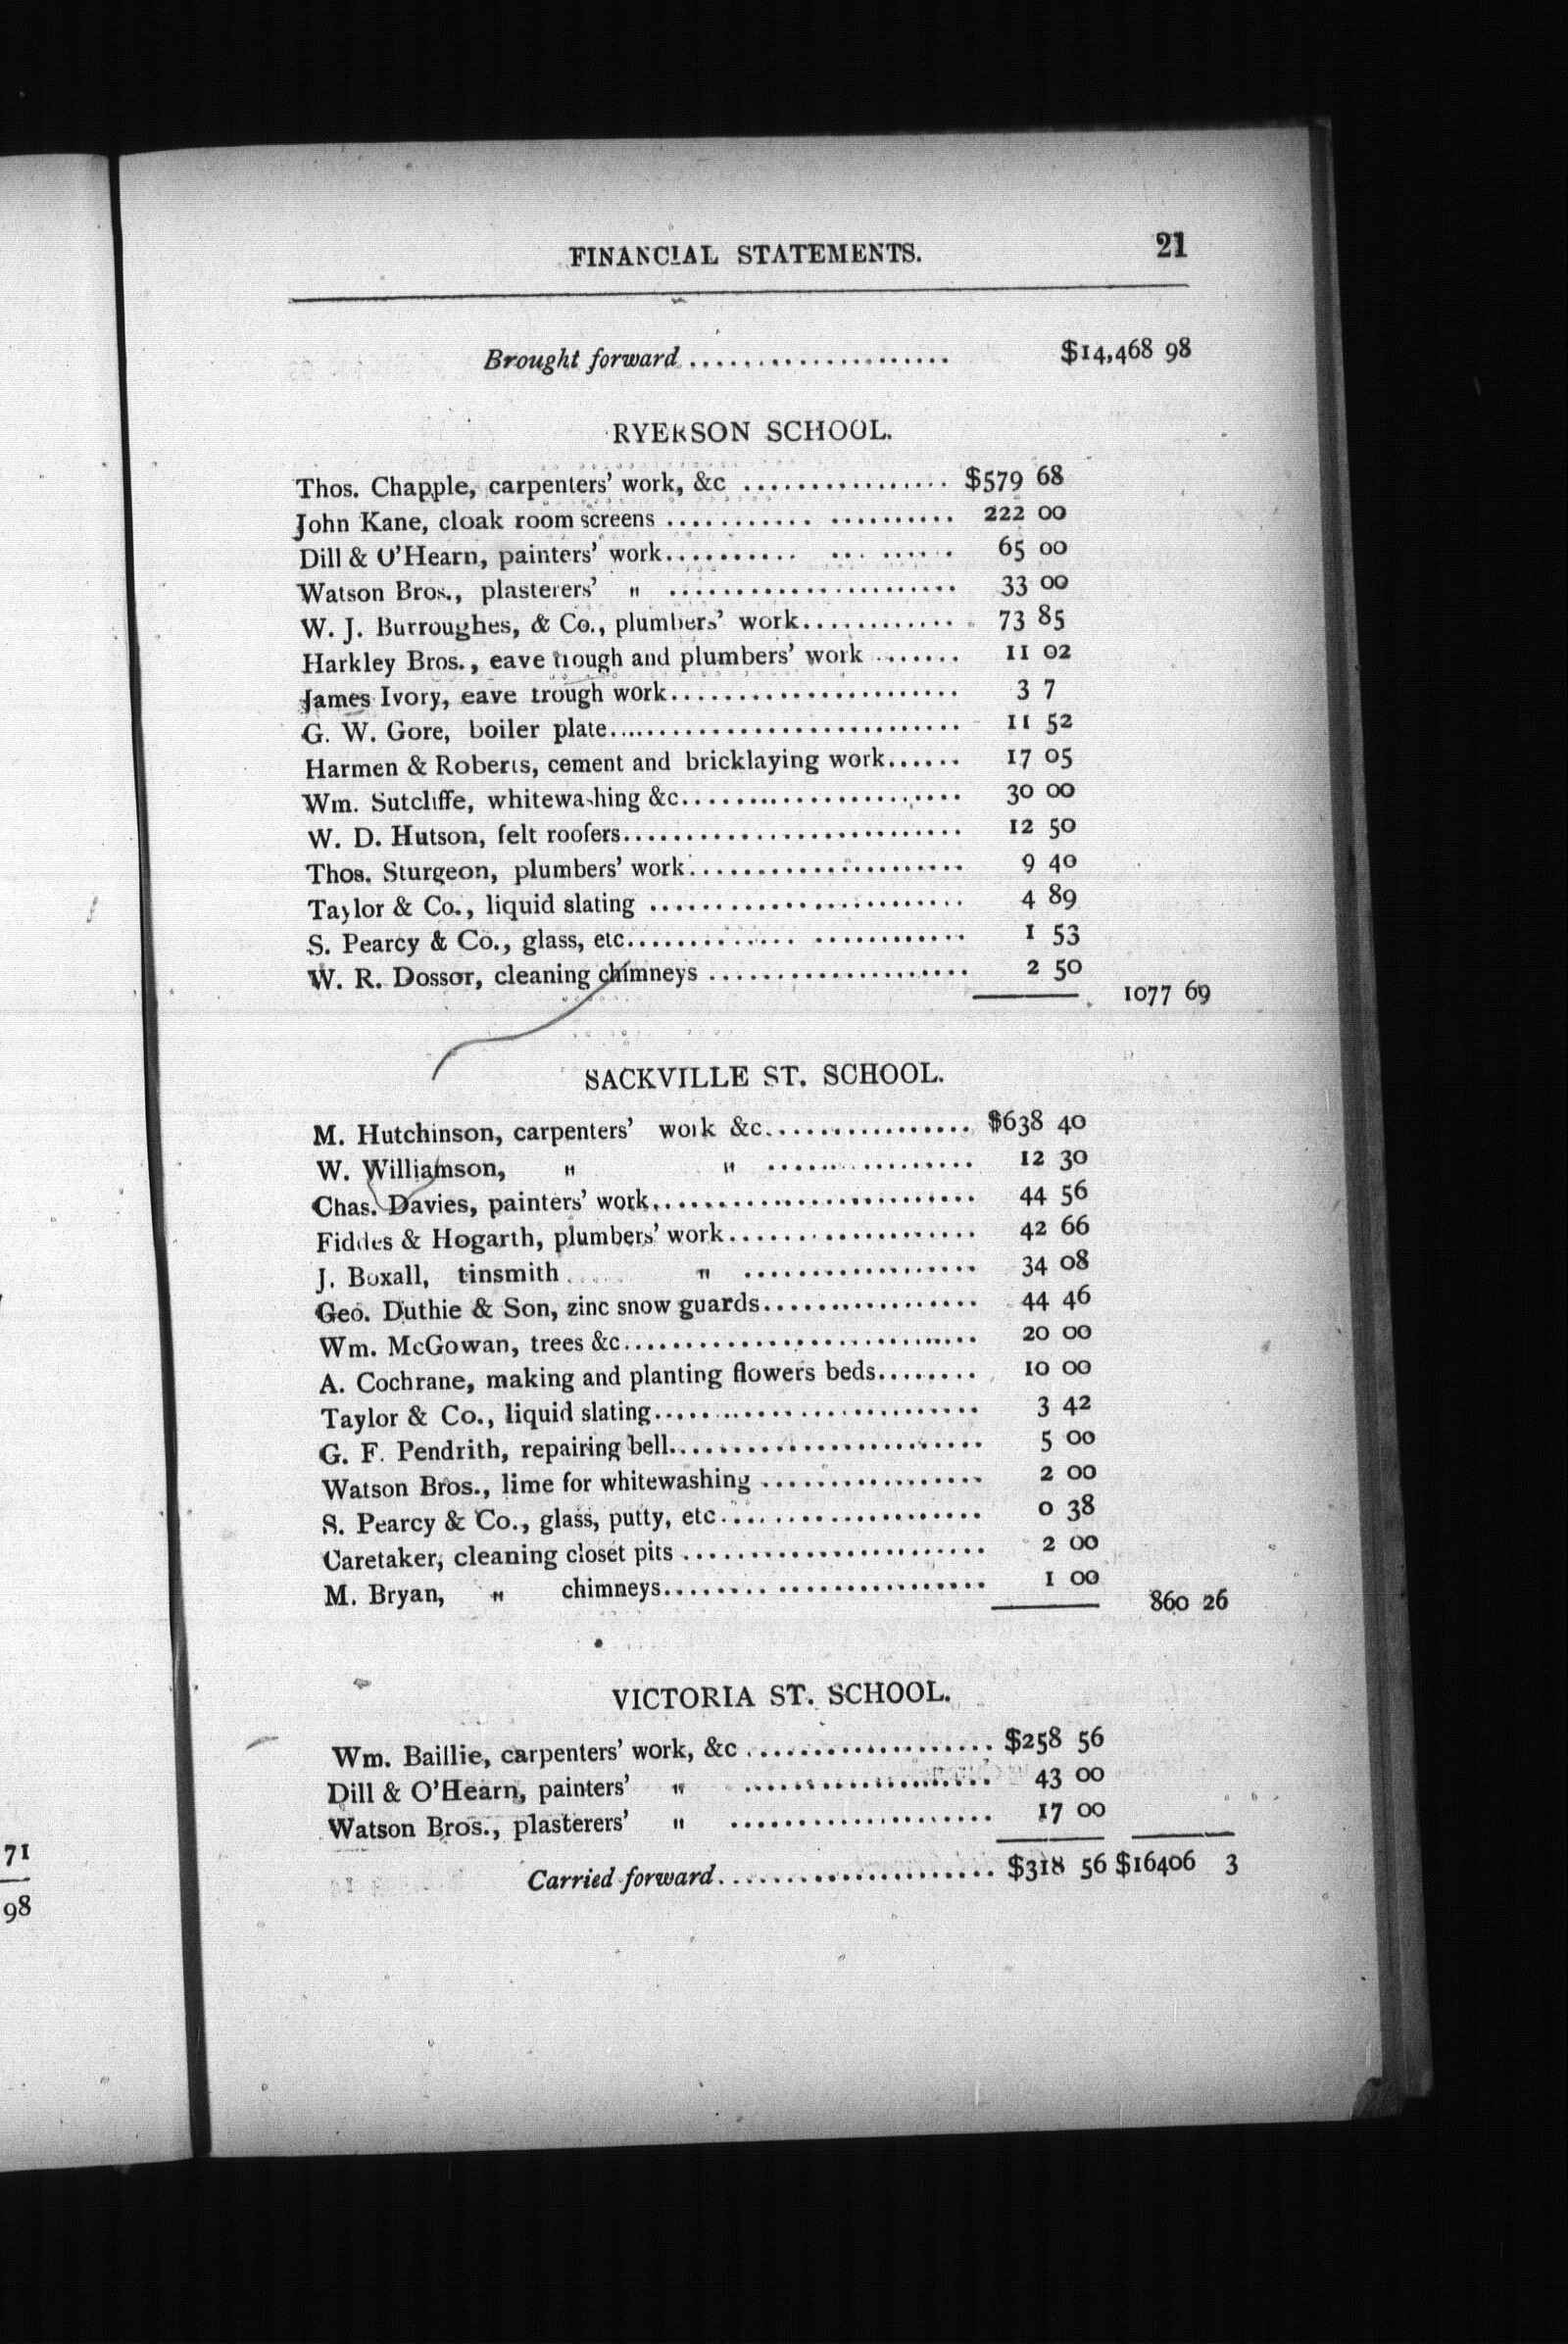 FINANCIAL STATEMENTS. 21
Brought forward .................... $14,468 98
RYERSON SCHOOL.
Thos. Chapple, carpenters' work, &c ................ $579 68
John Kane, cloak room screens ........... .......... 222 00
Dill & O'Hearn, painters' work.......... ... ...... 65 00
Watson Bros., plasterers' " ...................... 33 00
W. J. Burroughes, & Co., plumbers' work............ 73 85
Harkley Bros., eave trough and plumbers' work ....... 11 02
James Ivory, eave trough work...................... 3 7
G. W. Gore, boiler plate........................... 11 52
Harmen & Roberts, cement and bricklaying work...... 17 05
Wm. Sutcliffe, whitewashing &c..................... 30 00
W. D. Hutson, felt roofers.......................... 12 50
Thos. Sturgeon, plumbers' work..................... 9 40
Taylor & Co., liquid slating ........................ 4 89
S. Pearcy & Co., glass, etc............. ............ 1 53
W. R. Dossor, cleaning chimneys .................... 2 50
1077 69
SACKVILLE ST. SCHOOL.
M. Hutchinson, carpenters' work &c................ $638 40
W. Williamson, " " ................ 12 30
Chas. Davies, painters' work......................... 44 56
Fiddes & Hogarth, plumbers' work................... 42 66
J. Boxall, tinsmith " .................. 34 08
Geo. Duthie & Son, zinc snow guards................. 44 46
Wm. McGowan, trees &c........................... 20 00
A. Cochrane, making and planting flowers beds........ 10 00
Taylor & Co., liquid slating......................... 3 42
G. F. Pendrith, repairing bell........................ 5 00
Watson Bros., lime for whitewashing ................. 2 00
S. Pearcy & Co., glass, putty, etc.................... 0 38
Caretaker, cleaning closet pits ....................... 2 00
M. Bryan, " chimneys........ ................ 1 00
860 26
VICTORIA ST. SCHOOL.
Wm. Baillie, carpenters' work, &c ................... $258 56
Dill & O'Hearn, painters' " ................... 43 00
Watson Bros., plasterers' " .................... 17 00
Carried forward..................... $318 56 $16406 3
71
98